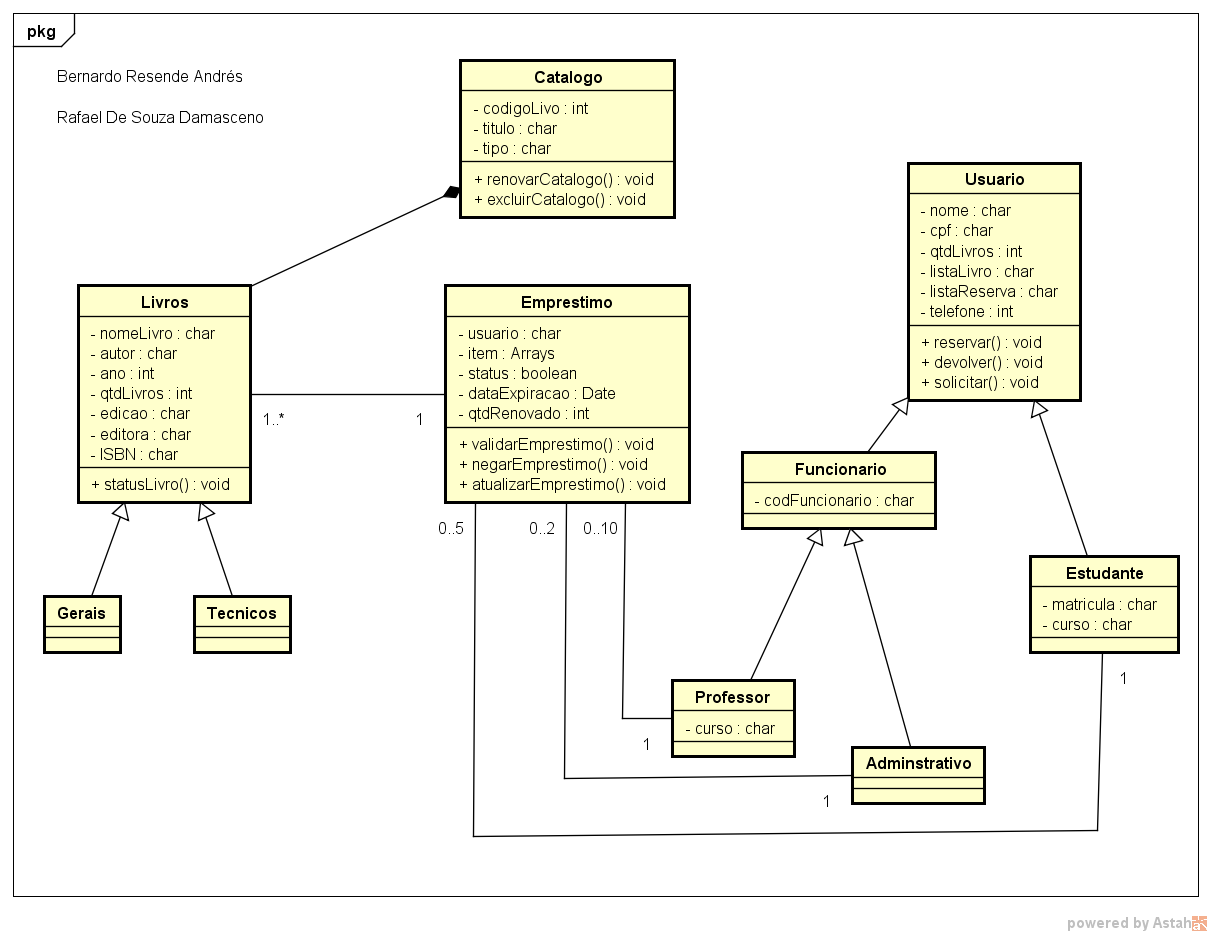 pkg
Bernardo Resende Andrés
Rafael De Souza Damasceno
Catalogo
- codigoLivo : int
- titulo : char
- tipo : char
+ renovarCatalogo() : void
+ excluirCatalogo() : void
Usuario
- nome : char
- cpf : char
- qtdLivros : int
- listaLivro : char
- listaReserva : char
- telefone : int
+ reservar() : void
+ devolver() : void
+ solicitar() : void
Livros
- nomeLivro : char
- autor : char
- ano : int
- qtdLivros : int
- edicao : char
- editora : char
- ISBN : char
+ statusLivro() : void
1..*
1
Emprestimo
- usuario : char
- item : Arrays
- status : boolean
- dataExpiracao : Date
- qtdRenovado : int
+ validarEmprestimo() : void
+ negarEmprestimo() : void
+ atualizarEmprestimo() : void
0..5
0..2
0..10
Funcionario
- codFuncionario : char
Estudante
- matricula : char
- curso : char
1
Gerais
Tecnicos
Professor
- curso : char
1
Adminstrativo
1
powered by Astah